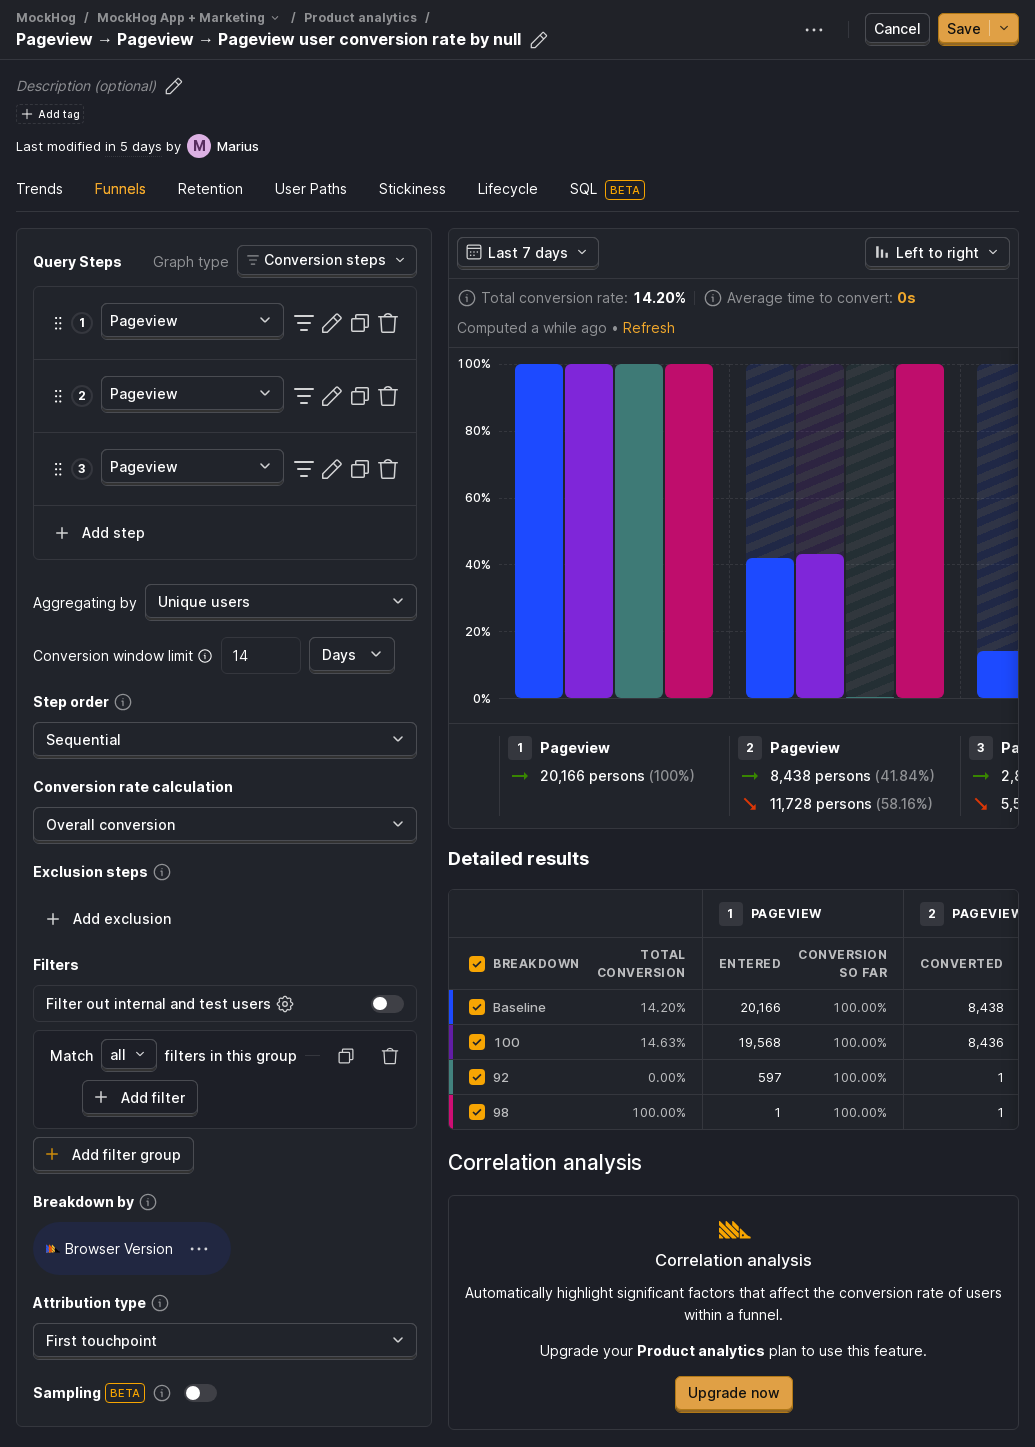 MockHog / MockHog App + Marketing / Product analytics /
Pageview → Pageview → Pageview user conversion rate by null
Cancel
Save
Description (optional)
Add tag
Last modified in 5 days by M Marius
Trends Funnels Retention User Paths Stickiness Lifecycle SQL BETA
Query Steps Graph type Conversion steps
1 Pageview
2 Pageview
3 Pageview
Add step
Aggregating by Unique users
Conversion window limit 14 Days
Step order
Sequential
Conversion rate calculation
Overall conversion
Exclusion steps
Add exclusion
Filters
Filter out internal and test users
Match all filters in this group
Add filter
Add filter group
Breakdown by
Browser Version
Attribution type
First touchpoint
Sampling BETA
Last 7 days
Left to right
Total conversion rate: 14.20% Average time to convert: 0s
Computed a while ago • Refresh
100%
80%
60%
40%
20%
0%
1 Pageview
20,166 persons (100%)
2 Pageview
8,438 persons (41.84%)
11,728 persons (58.16%)
3 Pa
2,8
5,5
Detailed results
1 PAGEVIEW 2 PAGEVIEW
BREAKDOWN TOTAL CONVERSION ENTERED CONVERSION SO FAR CONVERTED
Baseline 14.20% 20,166 100.00% 8,438
100 14.63% 19,568 100.00% 8,436
92 0.00% 597 100.00% 1
98 100.00% 1 100.00% 1
Correlation analysis
Correlation analysis
Automatically highlight significant factors that affect the conversion rate of users
within a funnel.
Upgrade your Product analytics plan to use this feature.
Upgrade now